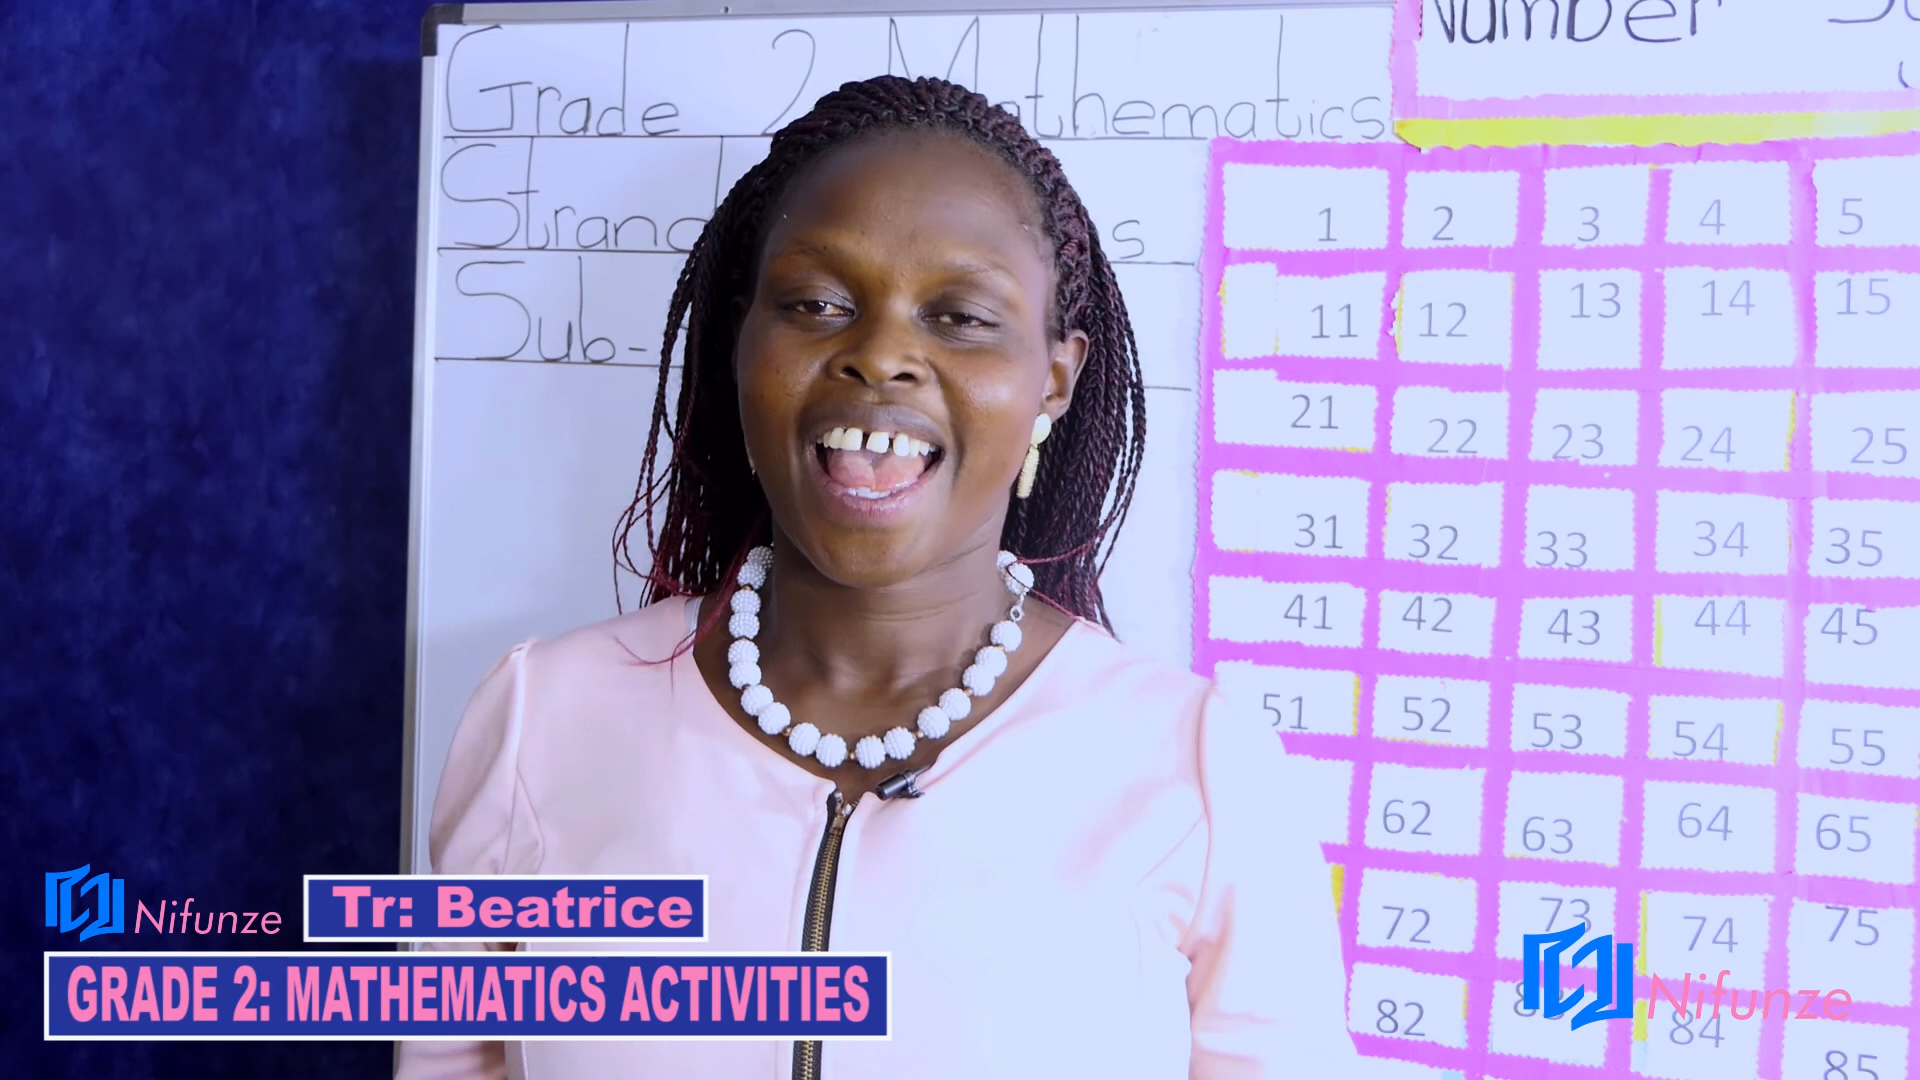 Grade 2 Mathematics
Number
Sub-
1 2 3 4 5
11 12 13 14 15
21 22 23 24 25
31 32 33 34 35
41 42 43 44 45
51 52 53 54 55
62 63 64 65
72 73 74 75
82 84 85
Nifunze
Tr: Beatrice
GRADE 2: MATHEMATICS ACTIVITIES
Nifunze